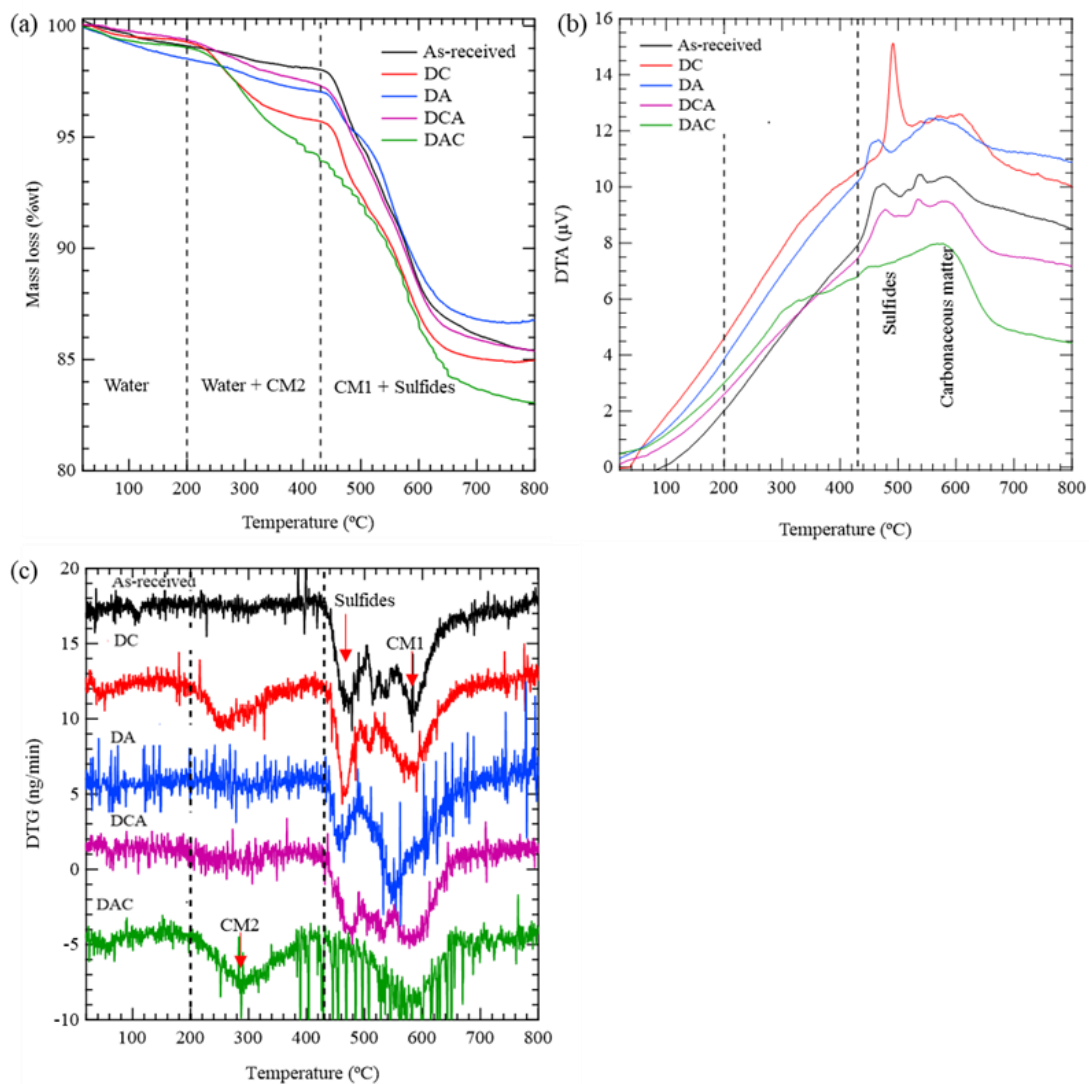 (a)
100
95
90
85
80
Mass loss (%wt)
As-received
DC
DA
DCA
DAC
Water
Water + CM2
CM1 + Sulfides
100 200 300 400 500 600 700 800
Temperature (ºC)
(b)
16
14
12
10
8
6
4
2
0
DTA (µV)
As-received
DC
DA
DCA
DAC
Sulfides
Carbonaceous matter
100 200 300 400 500 600 700 800
Temperature (ºC)
(c)
20
15
10
5
0
-5
-10
DTG (ng/min)
As-received
Sulfides
CM1
DC
DA
DCA
DAC
CM2
100 200 300 400 500 600 700 800
Temperature (ºC)